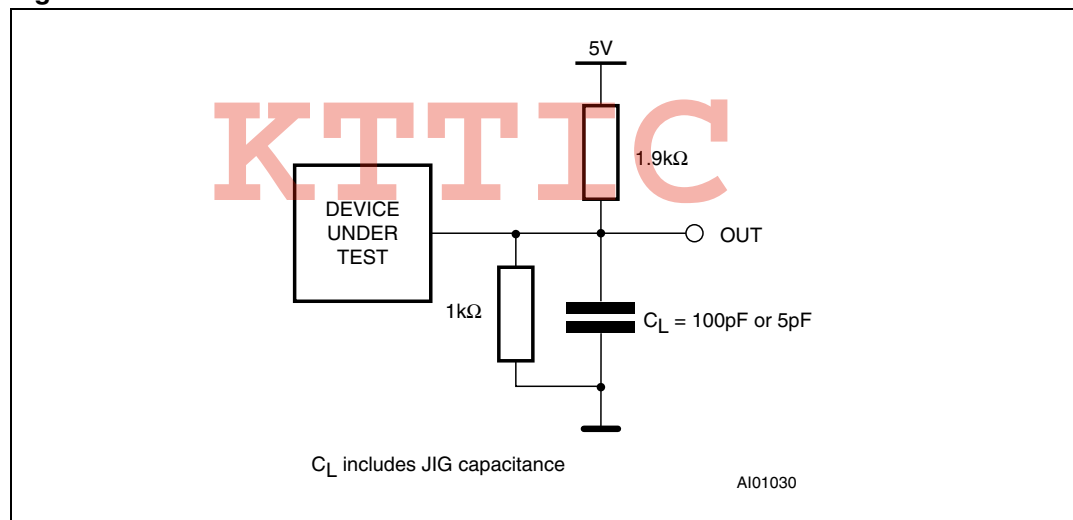 5V
KTTIC
1.9kΩ
DEVICE
UNDER
TEST
OUT
1kΩ
CL = 100pF or 5pF
CL includes JIG capacitance
AI01030